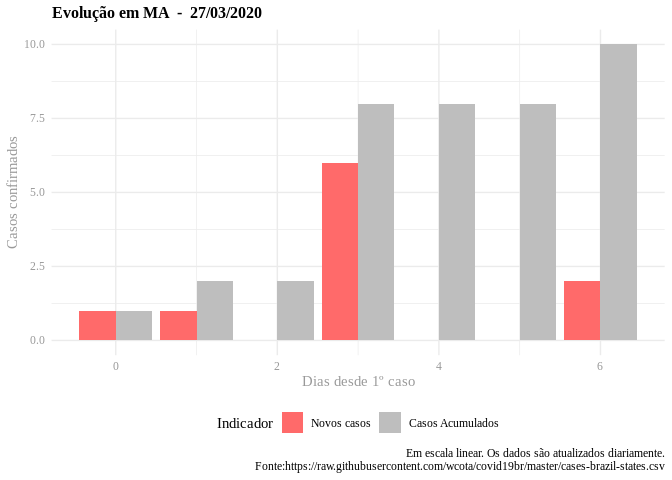 Evolução em MA  -  27/03/2020
Casos confirmados
10.0
7.5
5.0
2.5
0.0
0
2
4
6
Dias desde 1º caso
Indicador
Novos casos
Casos Acumulados
Em escala linear. Os dados são atualizados diariamente.
Fonte:https://raw.githubusercontent.com/wcota/covid19br/master/cases-brazil-states.csv